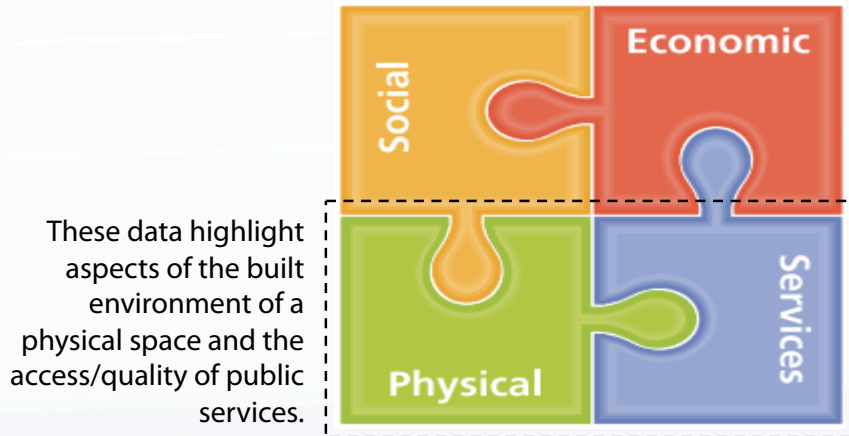 Social
Economic
These data highlight
aspects of the built
environment of a
physical space and the
access/quality of public
services.
Physical
Services